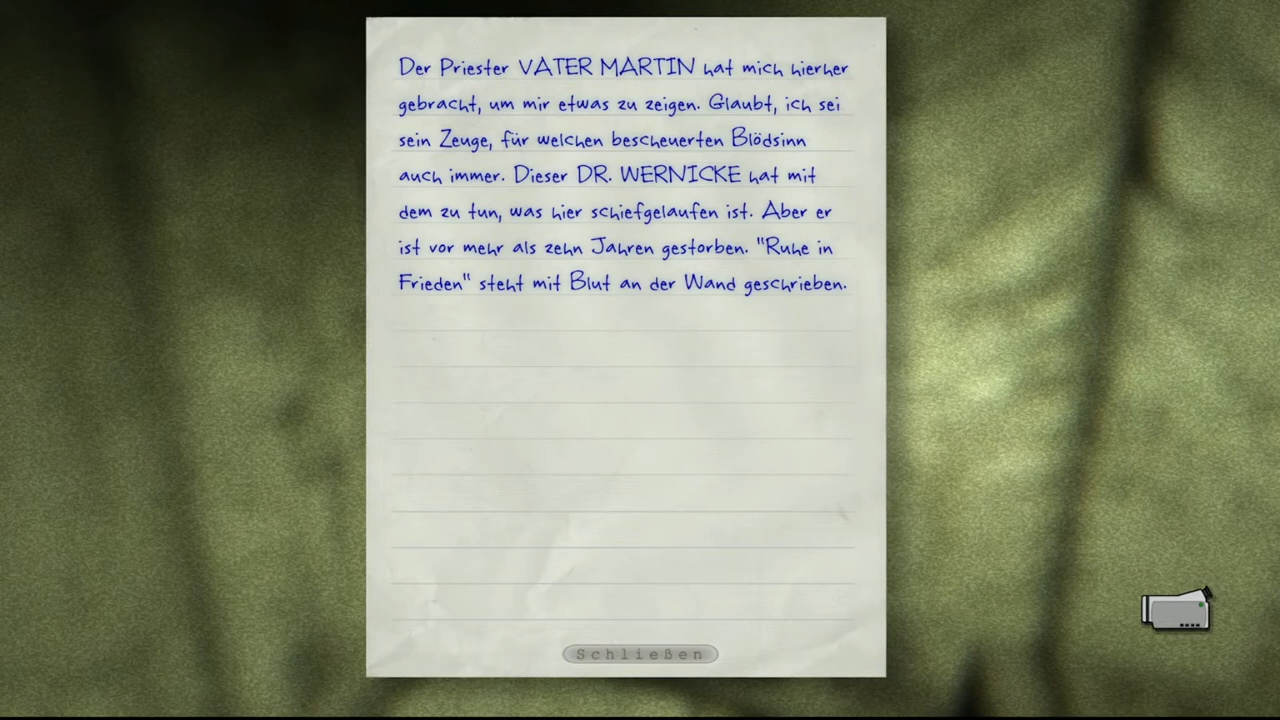 Der Priester VATER MARTIN hat mich hierher
gebracht, um mir etwas zu zeigen. Glaubt, ich sei
sein Zeuge, für welchen bescheuerten Blödsinn
auch immer. Dieser DR. WERNICKE hat mit
dem zu tun, was hier schiefgelaufen ist. Aber er
ist vor mehr als zehn Jahren gestorben. "Ruhe in
Frieden" steht mit Blut an der Wand geschrieben.
Schließen